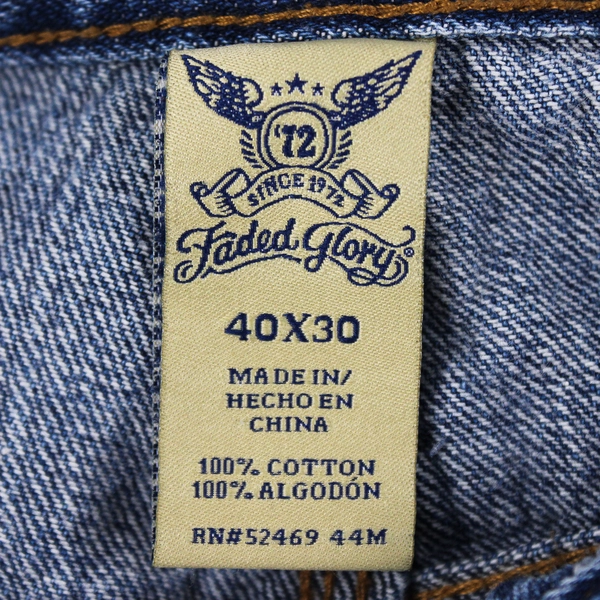 '72
SINCE 1972
Faded Glory®
40X30
MADE IN/
HECHO EN
CHINA
100% COTTON
100% ALGODÓN
RN#52469 44M